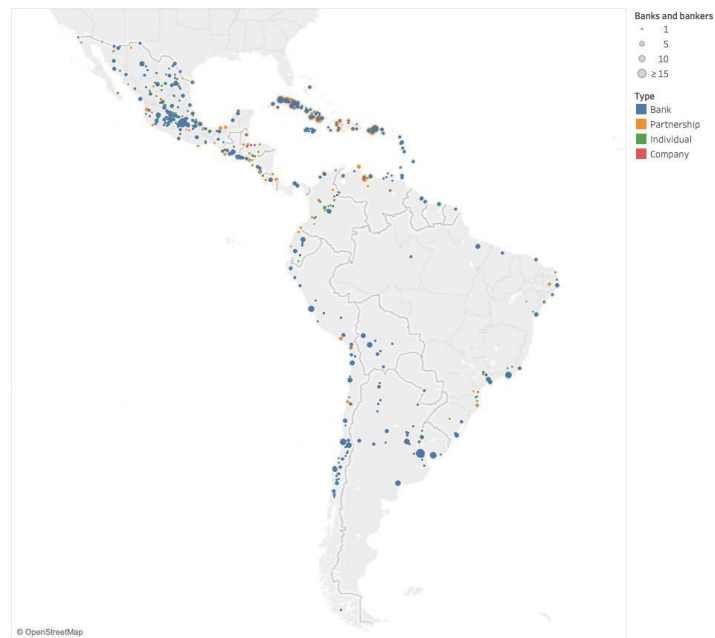 Banks and bankers
1
5
10
≥ 15
Type
Bank
Partnership
Individual
Company
© OpenStreetMap